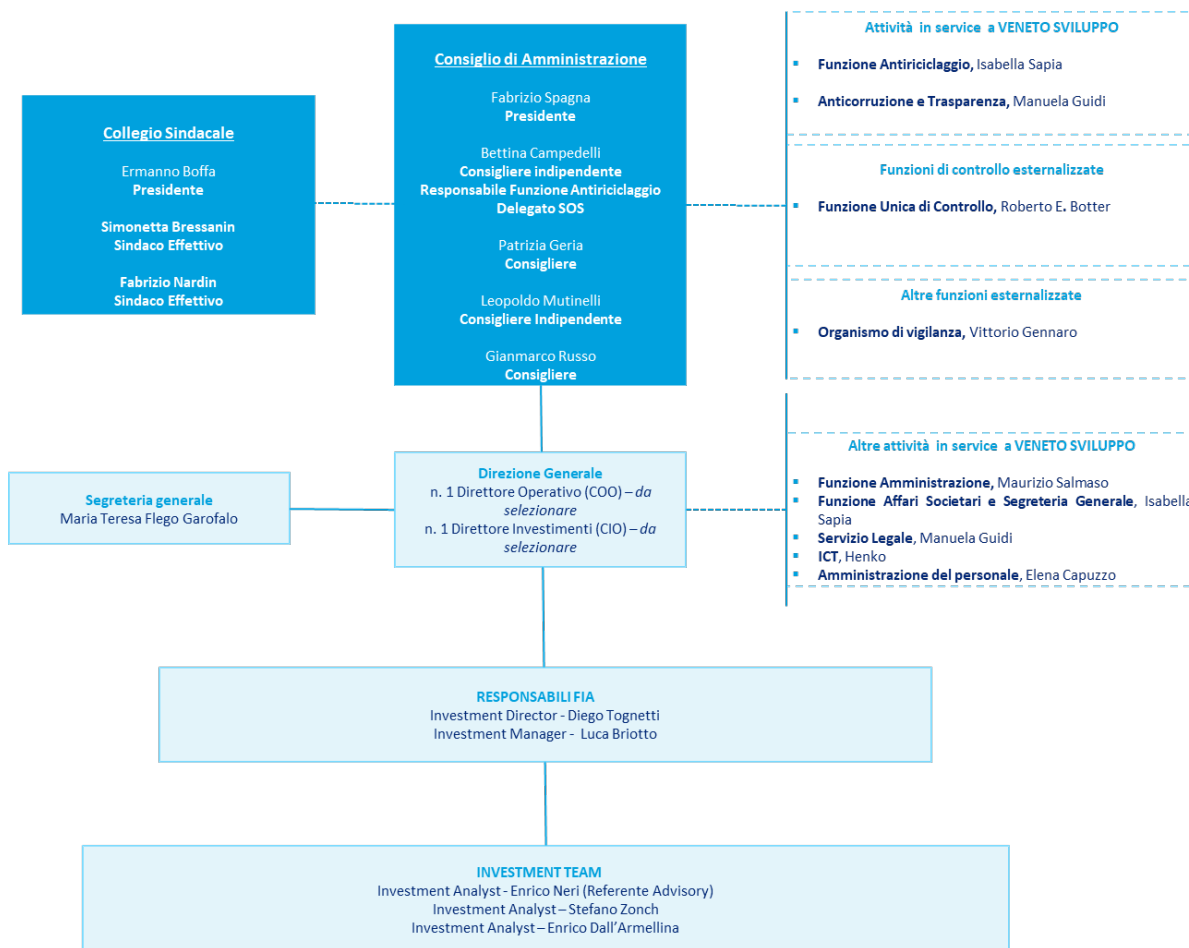 Collegio Sindacale
Ermanno Boffa
Presidente
Simonetta Bressanin
Sindaco Effettivo
Fabrizio Nardin
Sindaco Effettivo
Consiglio di Amministrazione
Fabrizio Spagna
Presidente
Bettina Campedelli
Consigliere indipendente
Responsabile Funzione Antiriciclaggio
Delegato SOS
Patrizia Geria
Consigliere
Leopoldo Mutinelli
Consigliere Indipendente
Gianmarco Russo
Consigliere
Attività in service a VENETO SVILUPPO
▪ Funzione Antiriciclaggio, Isabella Sapia
▪ Anticorruzione e Trasparenza, Manuela Guidi
Funzioni di controllo esternalizzate
▪ Funzione Unica di Controllo, Roberto E. Botter
Altre funzioni esternalizzate
▪ Organismo di vigilanza, Vittorio Gennaro
Segreteria generale
Maria Teresa Flego Garofalo
Direzione Generale
n. 1 Direttore Operativo (COO) – da
selezionare
n. 1 Direttore Investimenti (CIO) – da
selezionare
Altre attività in service a VENETO SVILUPPO
▪ Funzione Amministrazione, Maurizio Salmaso
▪ Funzione Affari Societari e Segreteria Generale, Isabella
Sapia
▪ Servizio Legale, Manuela Guidi
▪ ICT, Henko
▪ Amministrazione del personale, Elena Capuzzo
RESPONSABILI FIA
Investment Director - Diego Tognetti
Investment Manager - Luca Briotto
INVESTMENT TEAM
Investment Analyst - Enrico Neri (Referente Advisory)
Investment Analyst – Stefano Zonch
Investment Analyst – Enrico Dall'Armellina